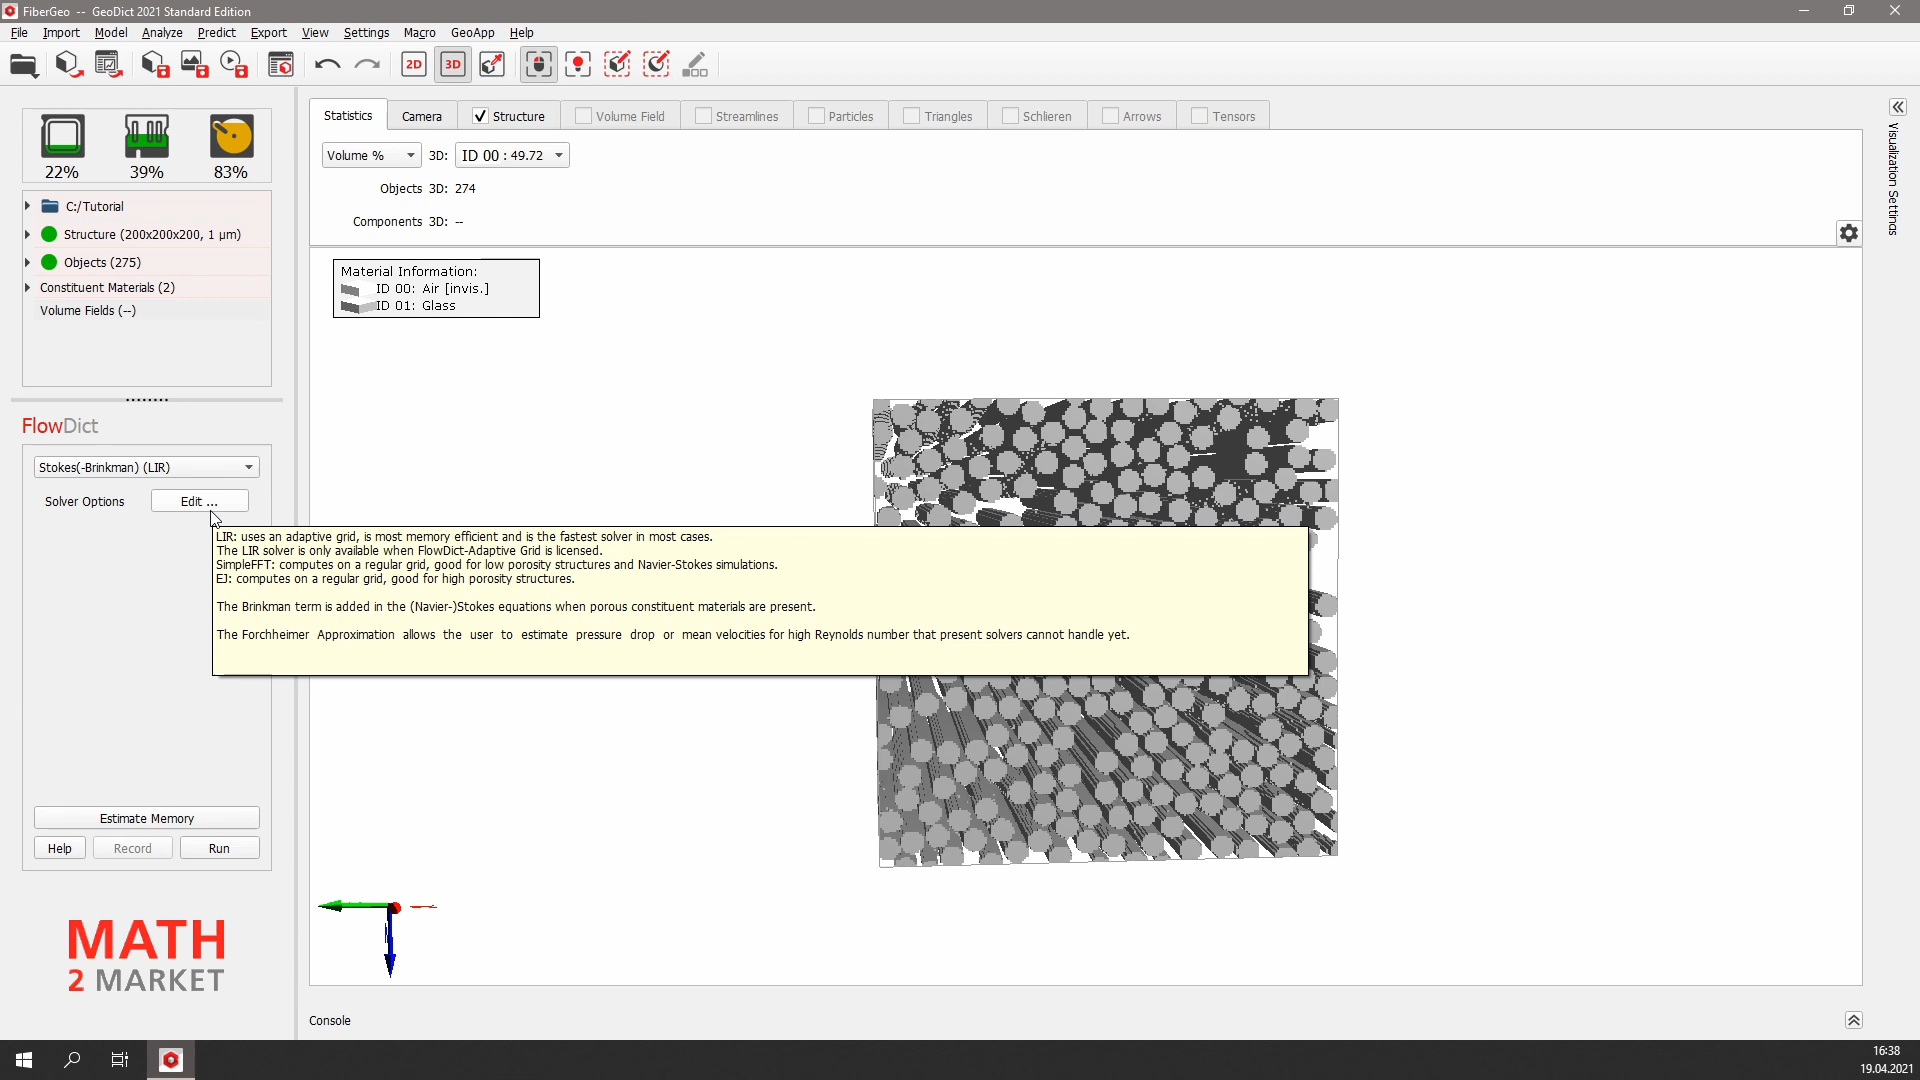 FiberGeo -- GeoDict 2021 Standard Edition
File Import Model Analyze Predict Export View Settings Macro GeoApp Help
2D 3D
Statistics Camera Structure Volume Field Streamlines Particles Triangles Schlieren Arrows Tensors
22% 39% 83%
Volume % 3D: ID 00 : 49.72
Objects 3D: 274
Components 3D: --
Visualization Settings
C:/Tutorial
Structure (200x200x200, 1 µm)
Objects (275)
Constituent Materials (2)
Volume Fields (--)
Material Information:
ID 00: Air [invis.]
ID 01: Glass
FlowDict
Stokes(-Brinkman) (LIR)
Solver Options Edit ...
LIR: uses an adaptive grid, is most memory efficient and is the fastest solver in most cases.
The LIR solver is only available when FlowDict-Adaptive Grid is licensed.
SimpleFFT: computes on a regular grid, good for low porosity structures and Navier-Stokes simulations.
EJ: computes on a regular grid, good for high porosity structures.
The Brinkman term is added in the (Navier-)Stokes equations when porous constituent materials are present.
The Forchheimer Approximation allows the user to estimate pressure drop or mean velocities for high Reynolds number that present solvers cannot handle yet.
Estimate Memory
Help Record Run
MATH
2 MARKET
Console
16:38
19.04.2021